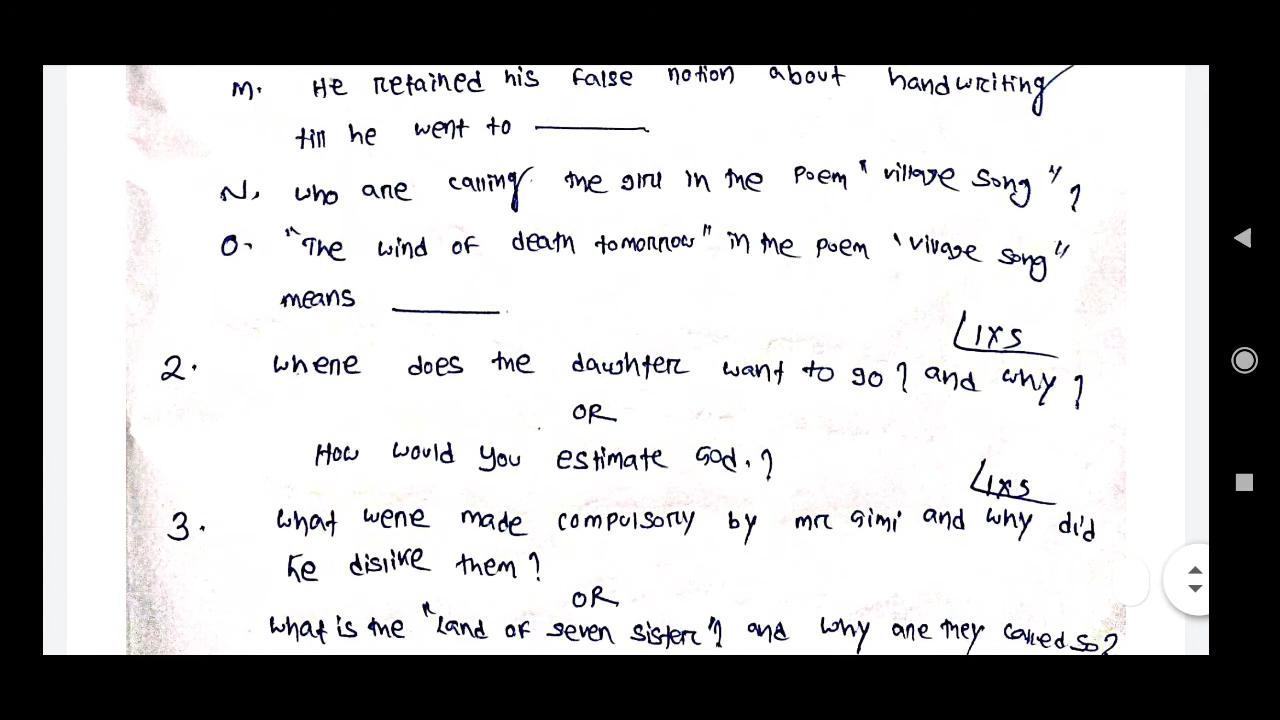 M. He retained his false notion about handwriting
till he went to ———
N. who are calling the girl in the poem "village song"?
O. "The wind of death tomorrow" in the poem "village song"
means ———
1x5
2. where does the daughter want to go? and why?
OR
How would you estimate God.?
1x5
3. what were made compulsory by mr Gimi and why did
he dislike them?
OR
what is the "Land of seven sister"? and why are they called so?